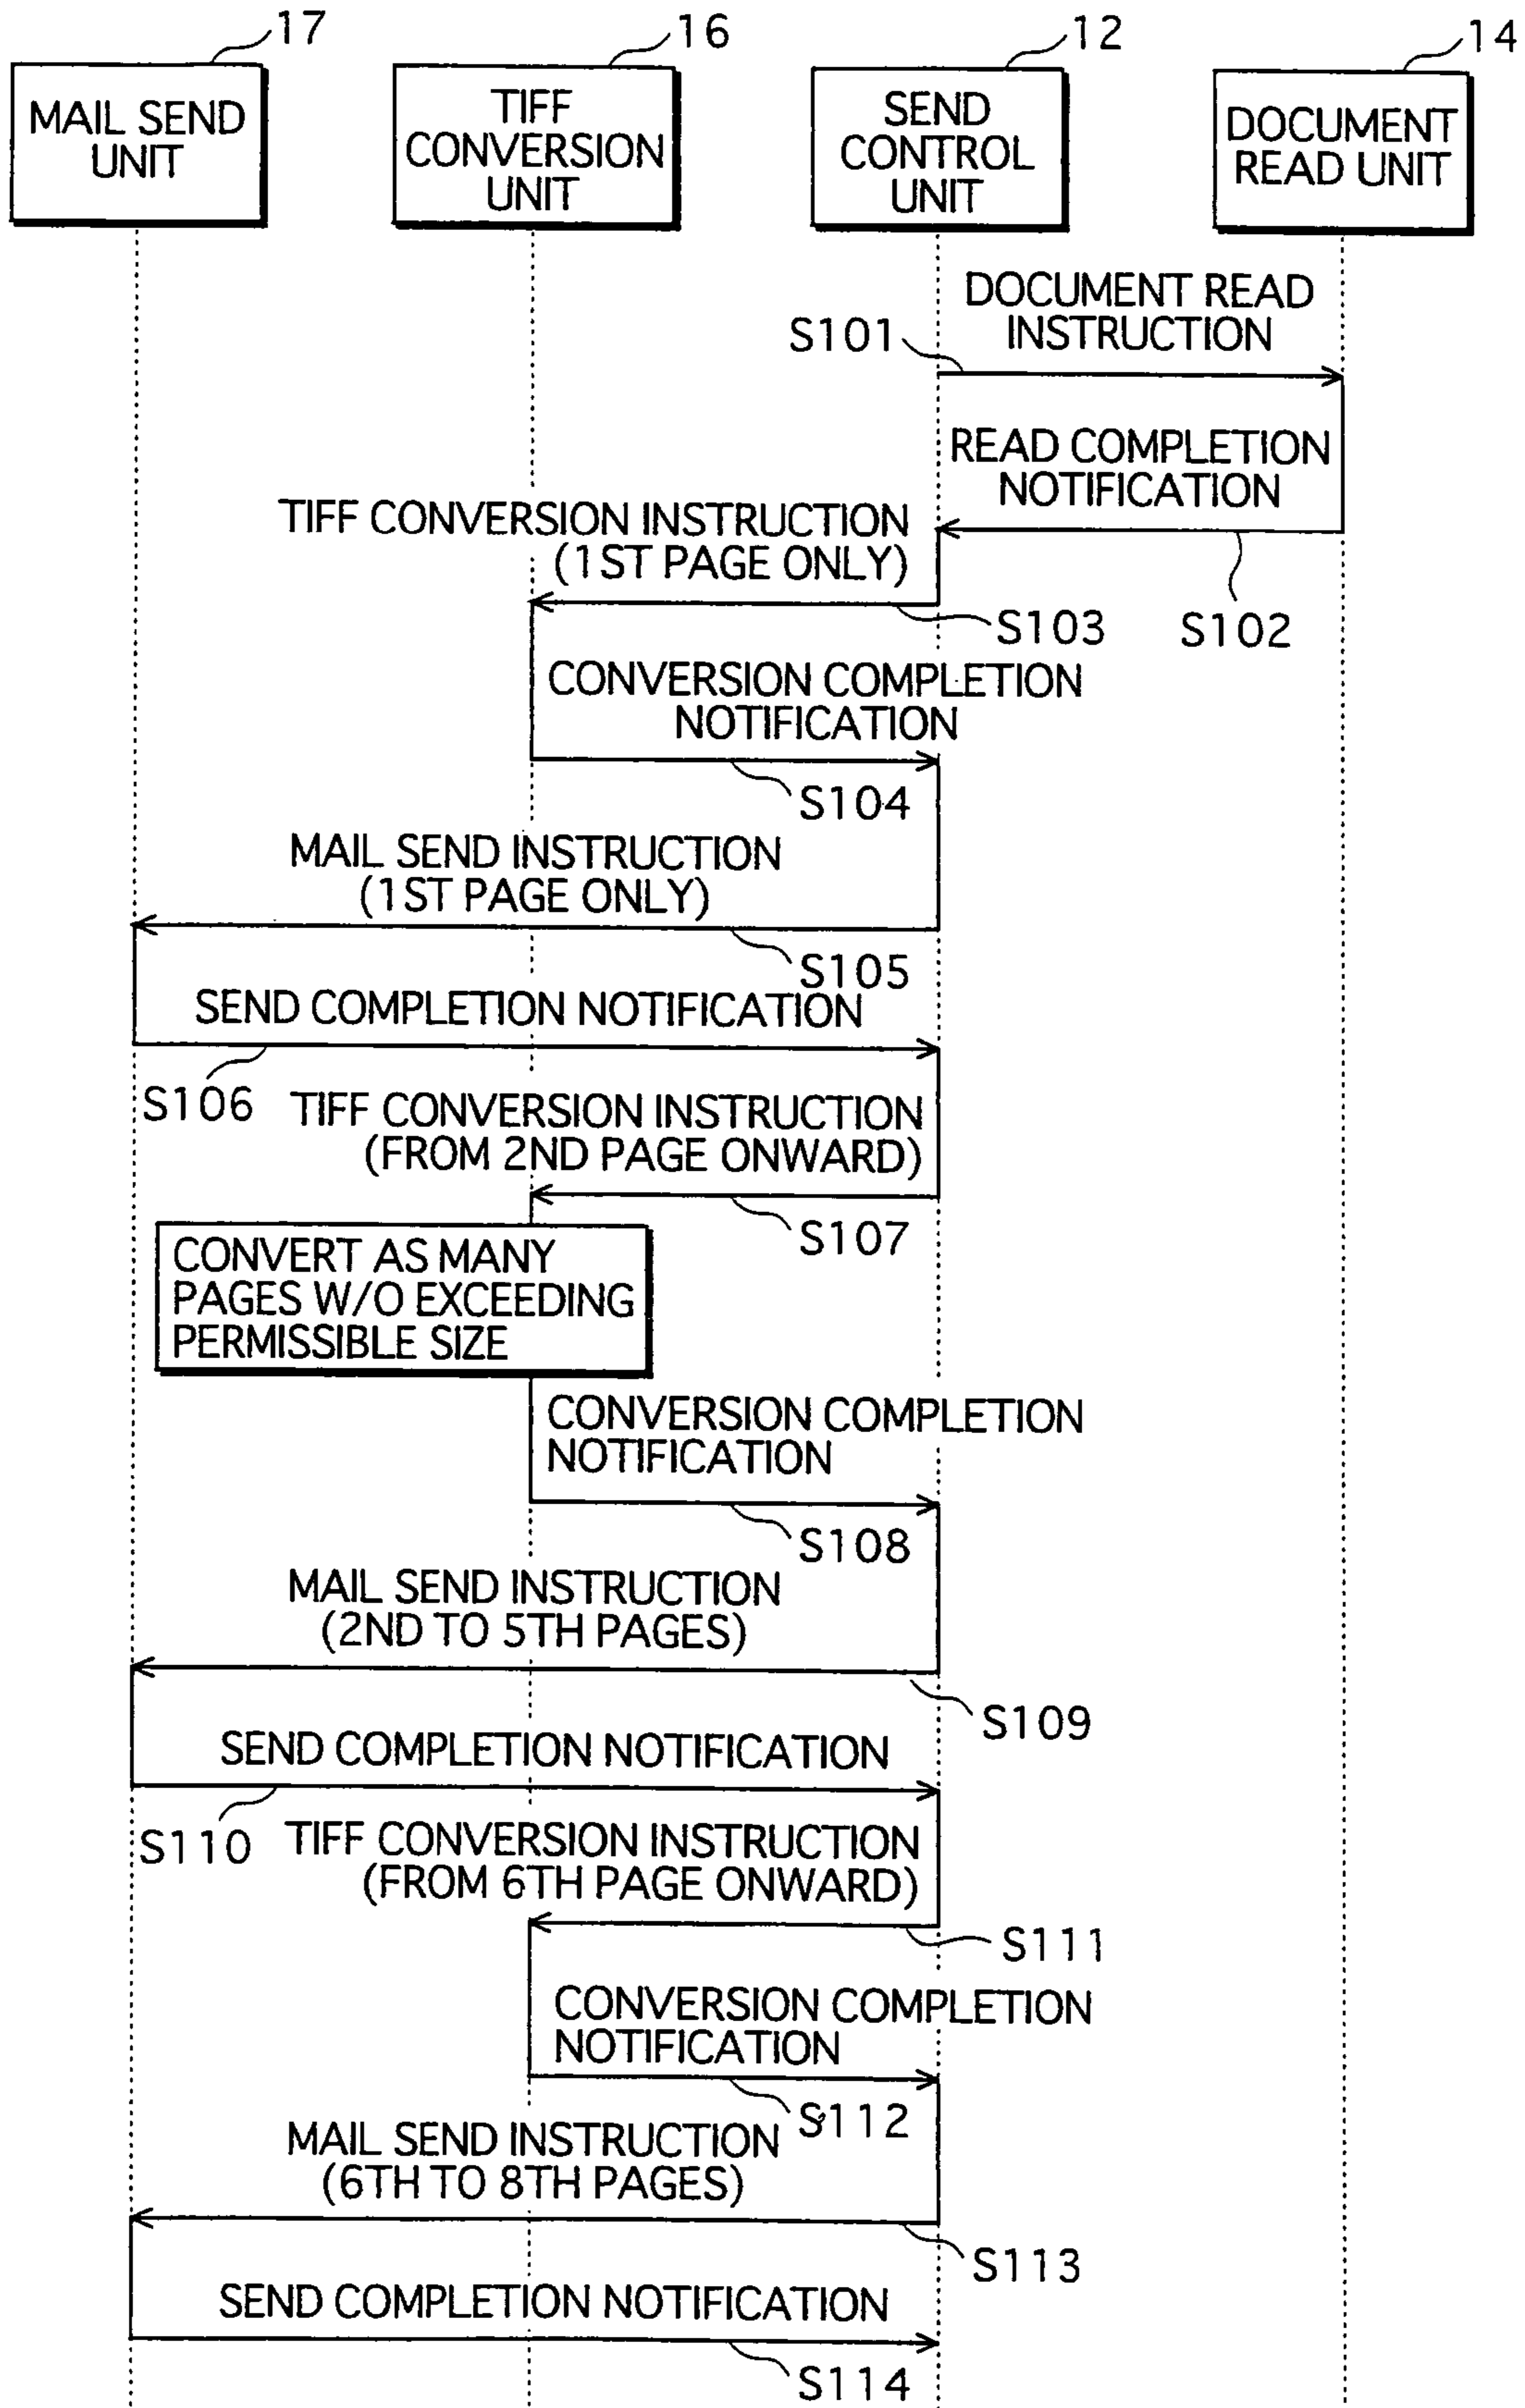 17
16
12
14
MAIL SEND
UNIT
TIFF
CONVERSION
UNIT
SEND
CONTROL
UNIT
DOCUMENT
READ UNIT
DOCUMENT READ
INSTRUCTION
S101
READ COMPLETION
NOTIFICATION
S102
TIFF CONVERSION INSTRUCTION
(1ST PAGE ONLY)
S103
CONVERSION COMPLETION
NOTIFICATION
S104
MAIL SEND INSTRUCTION
(1ST PAGE ONLY)
S105
SEND COMPLETION NOTIFICATION
S106
TIFF CONVERSION INSTRUCTION
(FROM 2ND PAGE ONWARD)
S107
CONVERT AS MANY
PAGES W/O EXCEEDING
PERMISSIBLE SIZE
CONVERSION COMPLETION
NOTIFICATION
S108
MAIL SEND INSTRUCTION
(2ND TO 5TH PAGES)
S109
SEND COMPLETION NOTIFICATION
S110
TIFF CONVERSION INSTRUCTION
(FROM 6TH PAGE ONWARD)
S111
CONVERSION COMPLETION
NOTIFICATION
S112
MAIL SEND INSTRUCTION
(6TH TO 8TH PAGES)
S113
SEND COMPLETION NOTIFICATION
S114